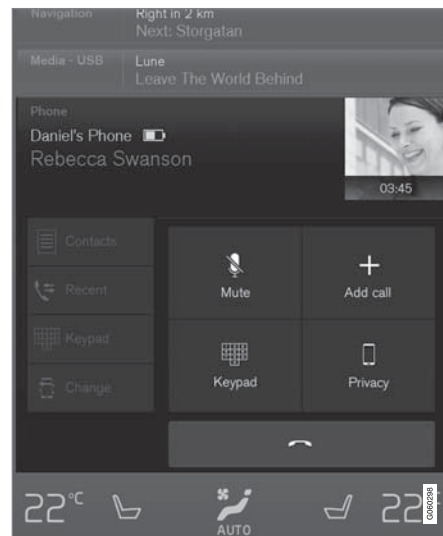 Navigation
Right in 2 km
Next: Storgatan
Media - USB
Lune
Leave The World Behind
Phone
Daniel's Phone
Rebecca Swanson
03:45
Contacts
Recent
Keypad
Change
Mute
Add call
Keypad
Privacy
22°C
AUTO
22
G060298